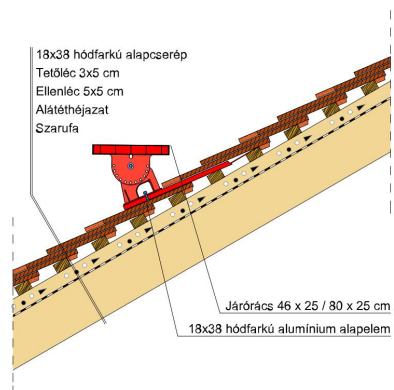 18x38 hódfarkú alapcserép
Tetőléc 3x5 cm
Ellenléc 5x5 cm
Alátéthéjazat
Szarufa
Járórács 46 x 25 / 80 x 25 cm
18x38 hódfarkú alumínium alapelem